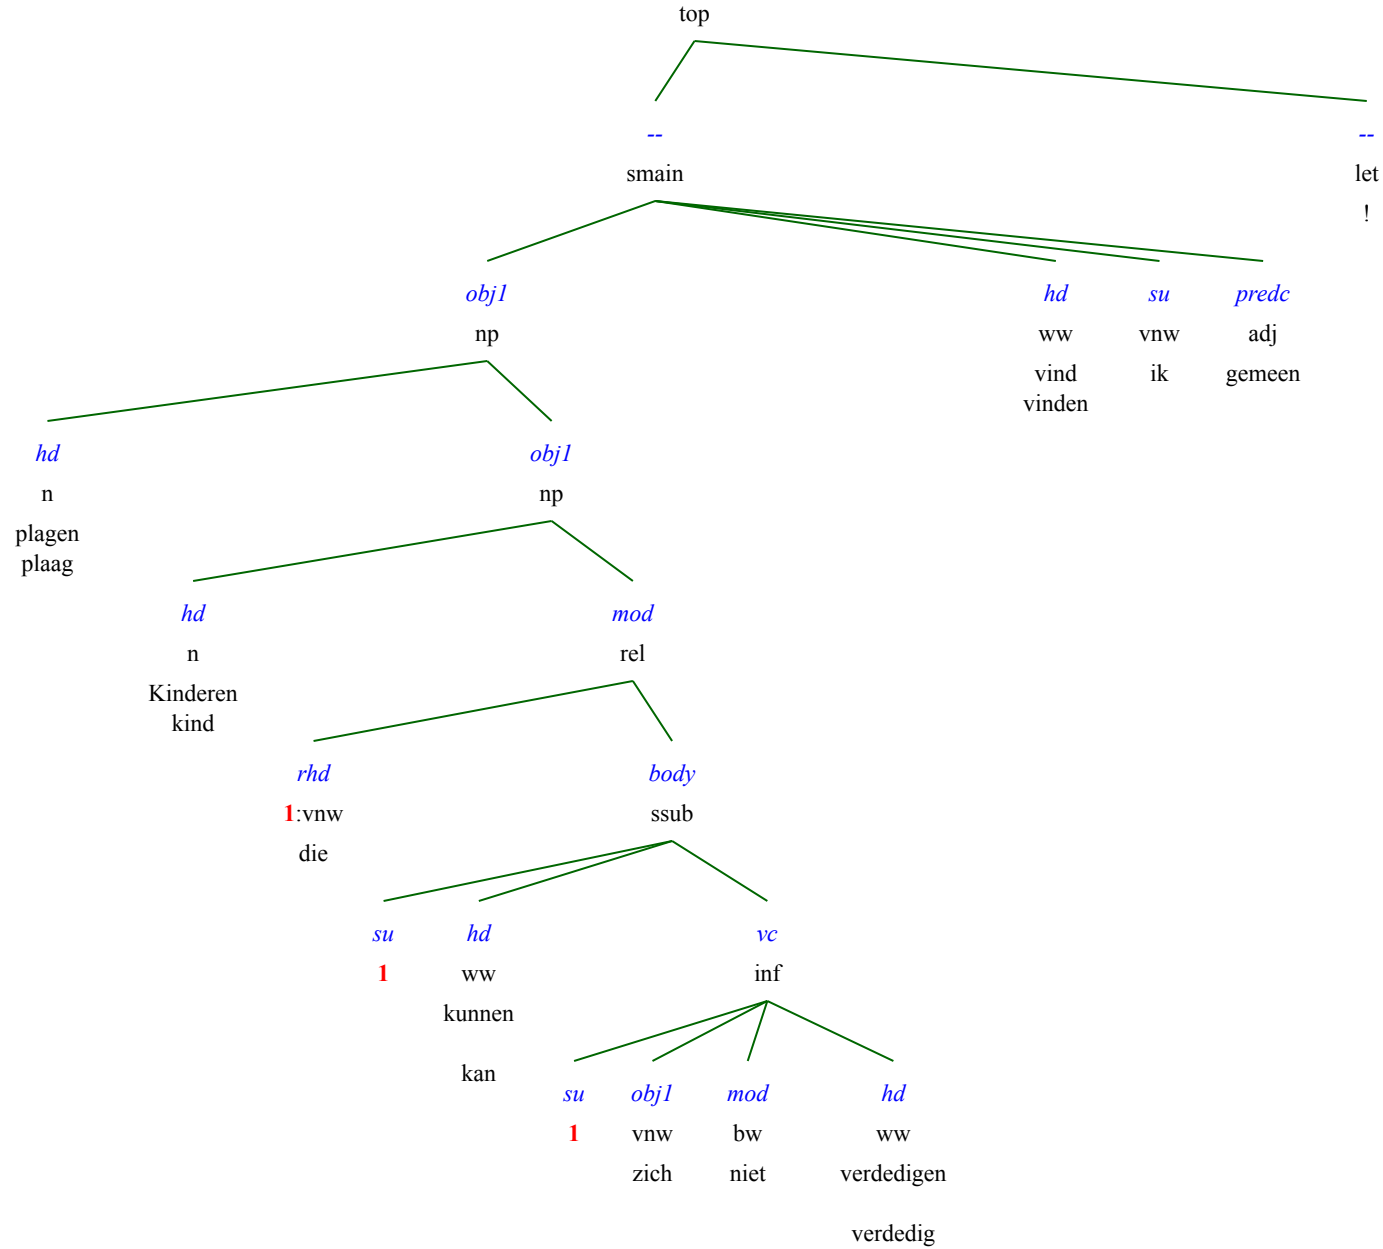 top
-- --
smain let
!
obj1 hd su predc
np ww vnw adj
vind ik gemeen
vinden
hd obj1
n np
plagen
plaag
hd mod
n rel
Kinderen
kind
rhd body
1:vnw ssub
die
su hd vc
1 ww inf
kunnen
kan
su obj1 mod hd
1 vnw bw ww
zich niet verdedigen
verdedig